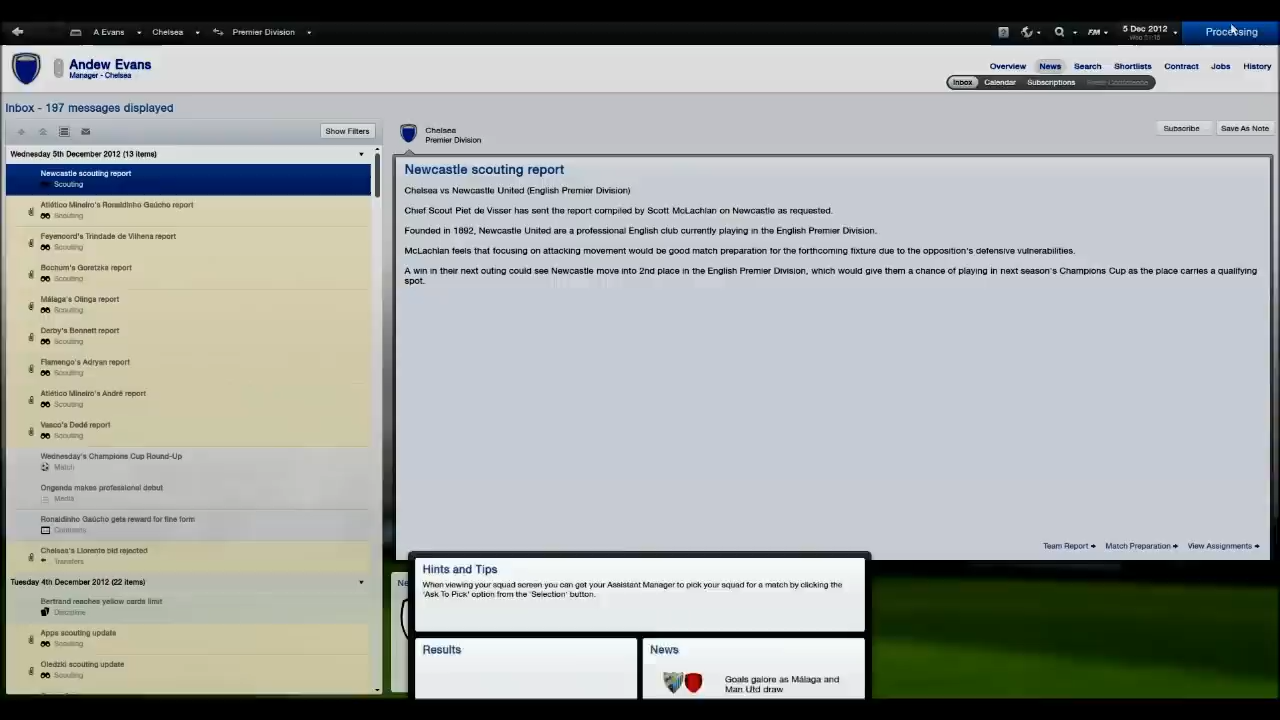 A Evans
Chelsea
Premier Division
FM
5 Dec 2012
Processing
Andew Evans
Manager - Chelsea
Overview
News
Search
Shortlists
Contract
Jobs
History
Inbox
Calendar
Subscriptions
Inbox - 197 messages displayed
Show Filters
Chelsea
Premier Division
Subscribe
Save As Note
Wednesday 5th December 2012 (13 items)
Newcastle scouting report
Scouting
Atlético Mineiro's Ronaldinho Gaúcho report
Scouting
Feyenoord's Trindade de Vilhena report
Scouting
Bochum's Goretzka report
Scouting
Málaga's Olinga report
Scouting
Derby's Bennett report
Scouting
Flamengo's Adryan report
Scouting
Atlético Mineiro's André report
Scouting
Vasco's Dedé report
Scouting
Wednesday's Champions Cup Round-Up
Match
Ongenda makes professional debut
Media
Ronaldinho Gaúcho gets reward for fine form
Comments
Chelsea's Llorente bid rejected
Transfers
Tuesday 4th December 2012 (22 items)
Bertrand reaches yellow cards limit
Discipline
Apps scouting update
Scouting
Oledzki scouting update
Scouting
Newcastle scouting report
Chelsea vs Newcastle United (English Premier Division)
Chief Scout Piet de Visser has sent the report compiled by Scott McLachlan on Newcastle as requested.
Founded in 1892, Newcastle United are a professional English club currently playing in the English Premier Division.
McLachlan feels that focusing on attacking movement would be good match preparation for the forthcoming fixture due to the opposition's defensive vulnerabilities.
A win in their next outing could see Newcastle move into 2nd place in the English Premier Division, which would give them a chance of playing in next season's Champions Cup as the place carries a qualifying
spot.
Team Report
Match Preparation
View Assignments
Hints and Tips
When viewing your squad screen you can get your Assistant Manager to pick your squad for a match by clicking the
'Ask To Pick' option from the 'Selection' button.
Results
News
Goals galore as Málaga and
Man Utd draw